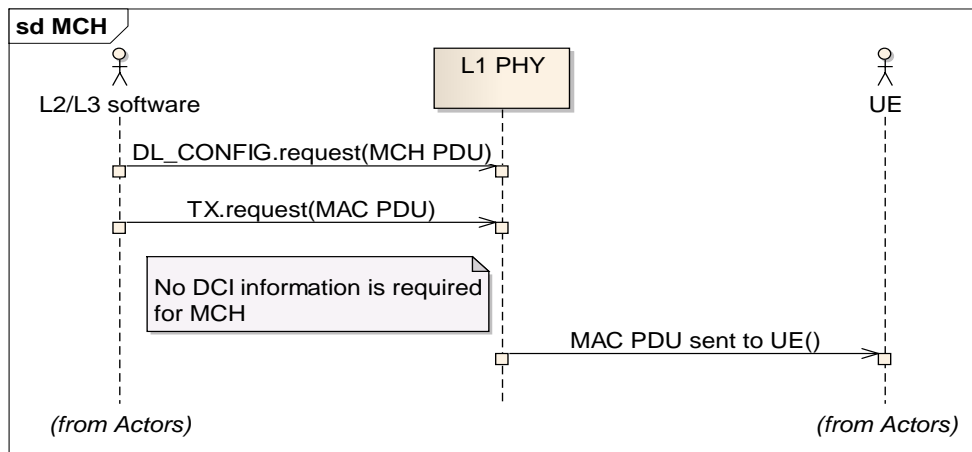 sd MCH
L2/L3 software
L1 PHY
UE
DL_CONFIG.request(MCH PDU)
TX.request(MAC PDU)
No DCI information is required
for MCH
MAC PDU sent to UE()
(from Actors)
(from Actors)